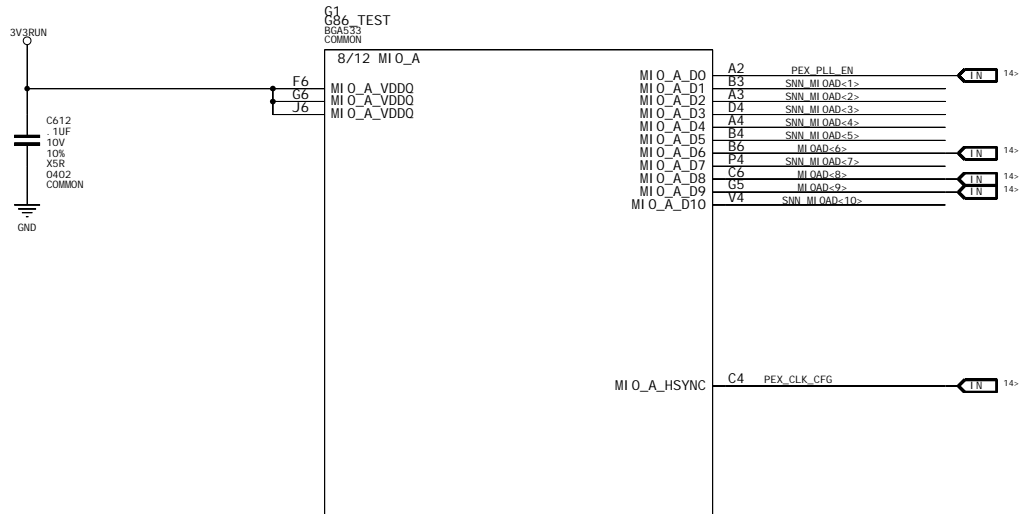 G1
G86_TEST
BGA533
COMMON
3V3RUN
8/12 MIO_A
F6 MIO_A_VDDQ
G6 MIO_A_VDDQ
J6 MIO_A_VDDQ
C612
.1UF
10V
10%
X5R
0402
COMMON
GND
MIO_A_D0 A2 PEX_PLL_EN IN 14>
MIO_A_D1 B3 SNN_MIOAD<1>
MIO_A_D2 A3 SNN_MIOAD<2>
MIO_A_D3 D4 SNN_MIOAD<3>
MIO_A_D4 A4 SNN_MIOAD<4>
MIO_A_D5 B4 SNN_MIOAD<5>
MIO_A_D6 B6 MIOAD<6> IN 14>
MIO_A_D7 P4 SNN_MIOAD<7>
MIO_A_D8 C6 MIOAD<8> IN 14>
MIO_A_D9 G5 MIOAD<9> IN 14>
MIO_A_D10 V4 SNN_MIOAD<10>
MIO_A_HSYNC C4 PEX_CLK_CFG IN 14>